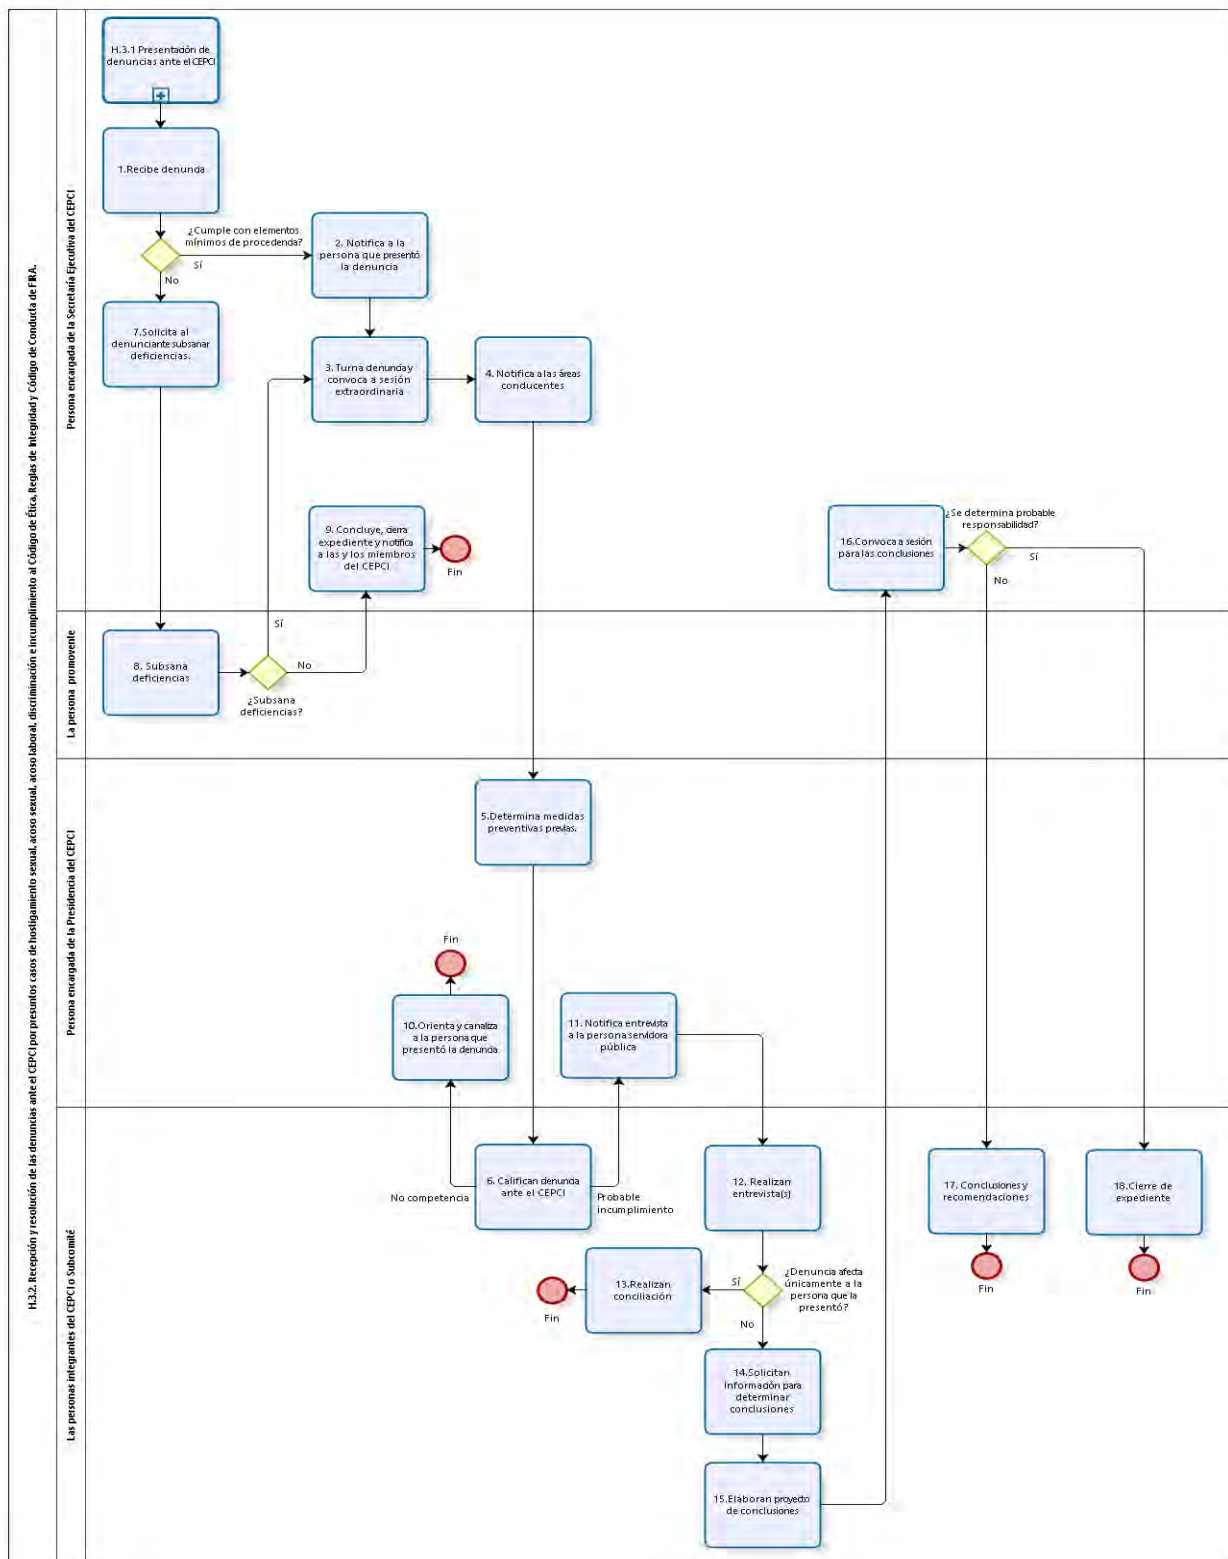 H.3.2. Recepción y resolución de las denuncias ante el CEPCI por presuntos casos de hostigamiento sexual, acoso sexual, acoso laboral, discriminación e incumplimiento al Código de Ética, Reglas de Integridad y Código de Conducta de FIRA.
Persona encargada de la Secretaría Ejecutiva del CEPCI
H.3.1 Presentación de
denuncias ante el CEPCI
1.Recibe denuncia
¿Cumple con elementos
mínimos de procedencia?
Sí
No
2. Notifica a la
persona que presentó
la denuncia
7.Solicita al
denunciante subsanar
deficiencias.
3. Turna denuncia y
convoca a sesión
extraordinaria
4. Notifica a las áreas
conducentes
9. Concluye, cierra
expediente y notifica
a las y los miembros
del CEPCI
Fin
16.Convoca a sesión
para las conclusiones
¿Se determina probable
responsabilidad?
Sí
No
La persona promovente
8. Subsana
deficiencias
Sí
No
¿Subsana
deficiencias?
Persona encargada de la Presidencia del CEPCI
5.Determina medidas
preventivas previas.
Fin
10.Orienta y canaliza
a la persona que
presentó la denuncia
11. Notifica entrevista
a la persona servidora
pública
Las personas integrantes del CEPCI o Subcomité
No competencia
6. Califican denuncia
ante el CEPCI
Probable
incumplimiento
12. Realizan
entrevista(s)
17. Conclusiones y
recomendaciones
18.Cierre de
expediente
Fin
Fin
Fin
13.Realizan
conciliación
Sí
¿Denuncia afecta
únicamente a la
persona que la
presentó?
No
14.Solicitan
información para
determinar
conclusiones
15.Elaboran proyecto
de conclusiones